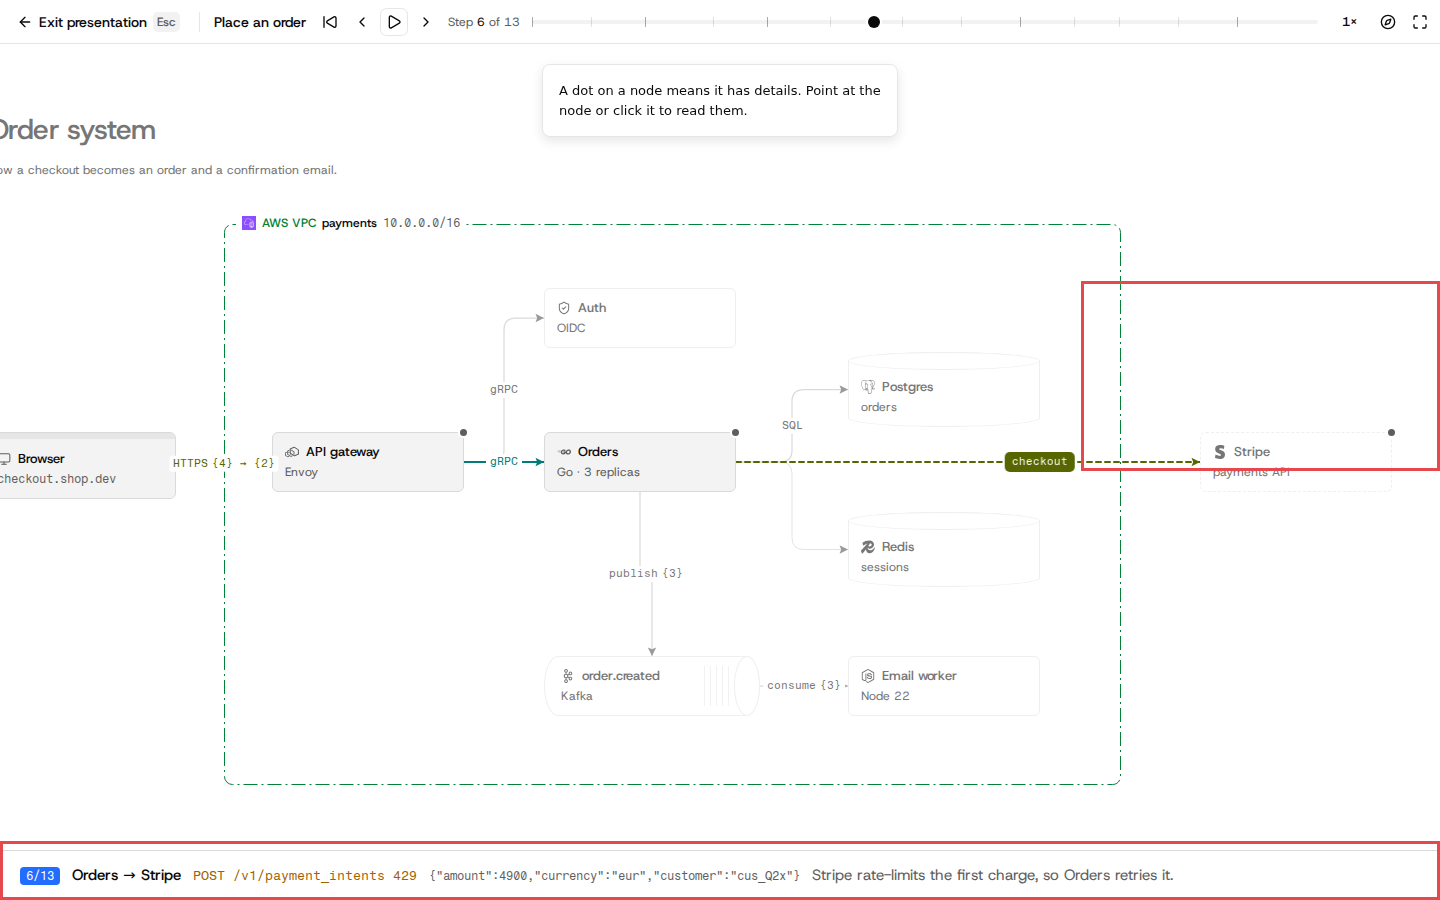 Exit presentation Esc
Place an order
Step 6 of 13
1×
A dot on a node means it has details. Point at the
node or click it to read them.
Order system
ow a checkout becomes an order and a confirmation email.
AWS VPC payments 10.0.0.0/16
Auth
OIDC
gRPC
Postgres
orders
SQL
Browser
checkout.shop.dev
HTTPS {4} → {2}
API gateway
Envoy
gRPC
Orders
Go · 3 replicas
checkout
Stripe
payments API
Redis
sessions
publish {3}
order.created
Kafka
consume {3}
Email worker
Node 22
6/13 Orders → Stripe POST /v1/payment_intents 429 {"amount":4900,"currency":"eur","customer":"cus_Q2x"} Stripe rate-limits the first charge, so Orders retries it.